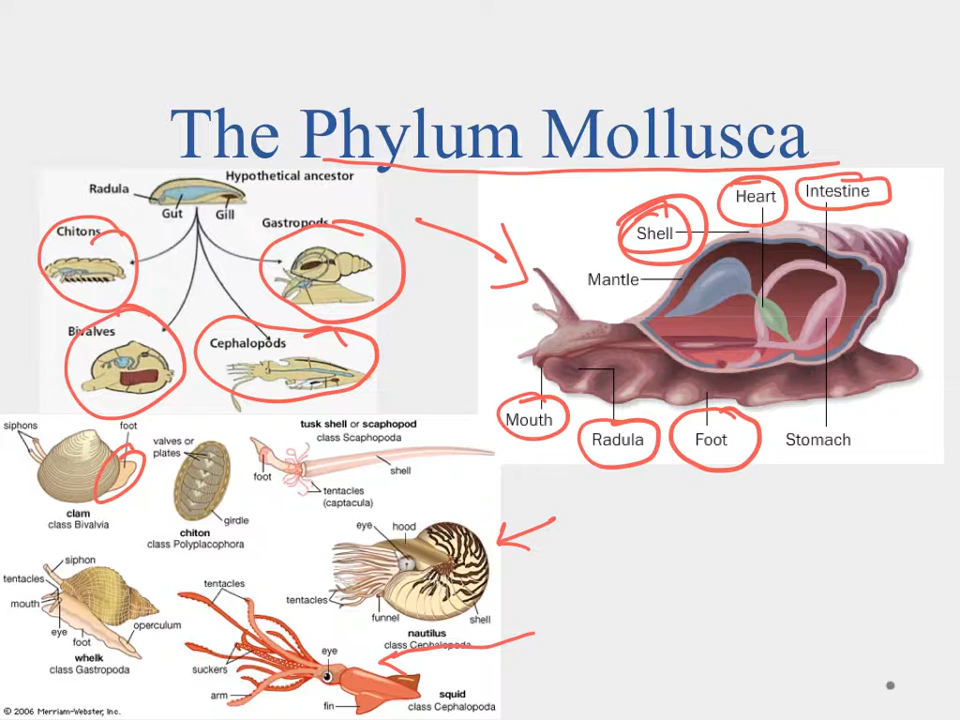 The Phylum Mollusca
Radula
Hypothetical ancestor
Gut
Gill
Chitons
Gastropods
Bivalves
Cephalopods
Shell
Heart
Intestine
Mantle
Mouth
Radula
Foot
Stomach
siphons
foot
clam
class Bivalvia
valves or
plates
girdle
chiton
class Polyplacophora
tusk shell or scaphopod
class Scaphopoda
foot
shell
tentacles
(captacula)
siphon
tentacles
mouth
eye
foot
operculum
whelk
class Gastropoda
eye
hood
tentacles
funnel
shell
nautilus
class Cephalopoda
tentacles
suckers
arm
eye
fin
squid
class Cephalopoda
© 2006 Merriam-Webster, Inc.